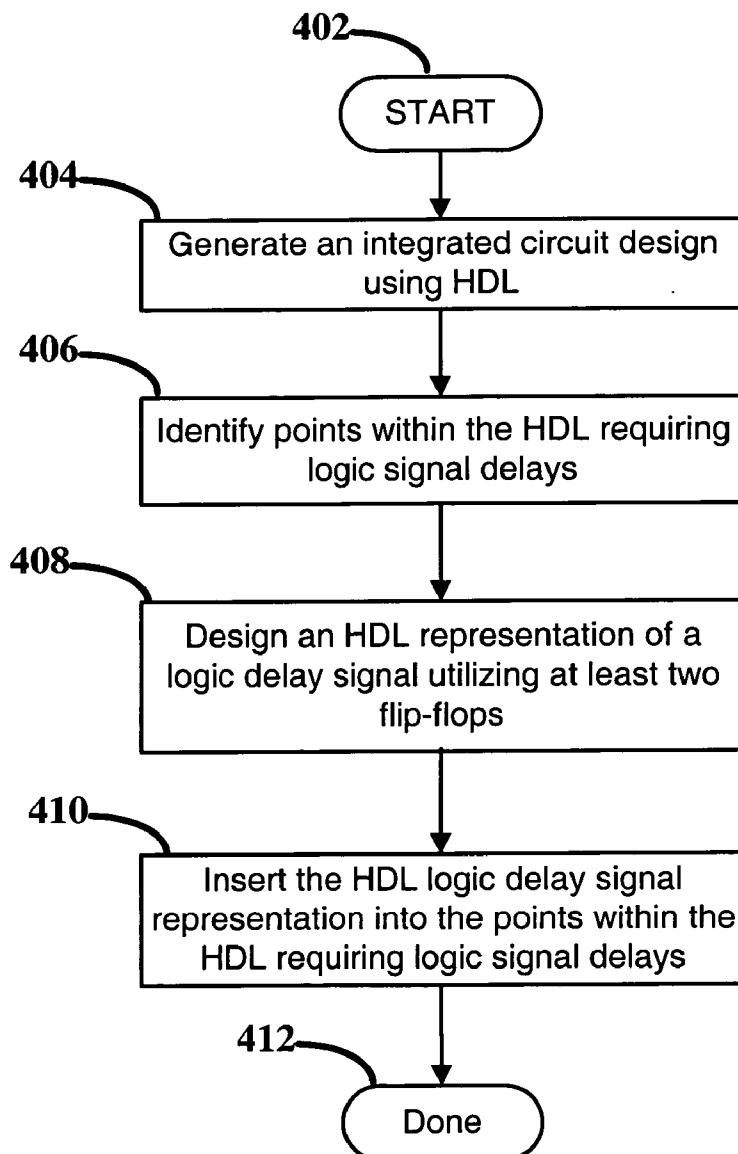 402
START
404
Generate an integrated circuit design
using HDL
406
Identify points within the HDL requiring
logic signal delays
408
Design an HDL representation of a
logic delay signal utilizing at least two
flip-flops
410
Insert the HDL logic delay signal
representation into the points within the
HDL requiring logic signal delays
412
Done